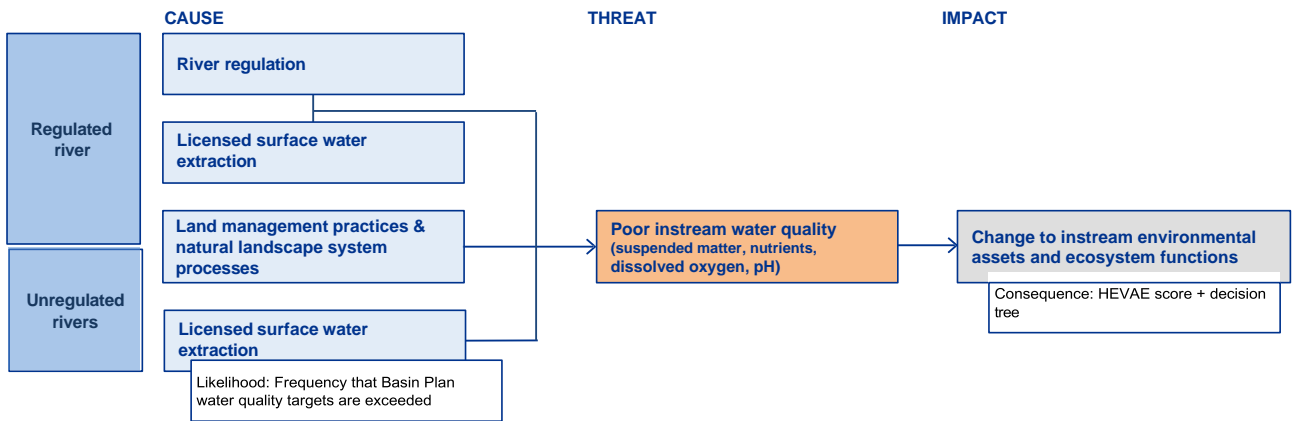 CAUSE
THREAT
IMPACT
Regulated
river
River regulation
Licensed surface water
extraction
Land management practices &
natural landscape system
processes
Unregulated
rivers
Licensed surface water
extraction
Likelihood: Frequency that Basin Plan
water quality targets are exceeded
Poor instream water quality
(suspended matter, nutrients,
dissolved oxygen, pH)
Change to instream environmental
assets and ecosystem functions
Consequence: HEVAE score + decision
tree